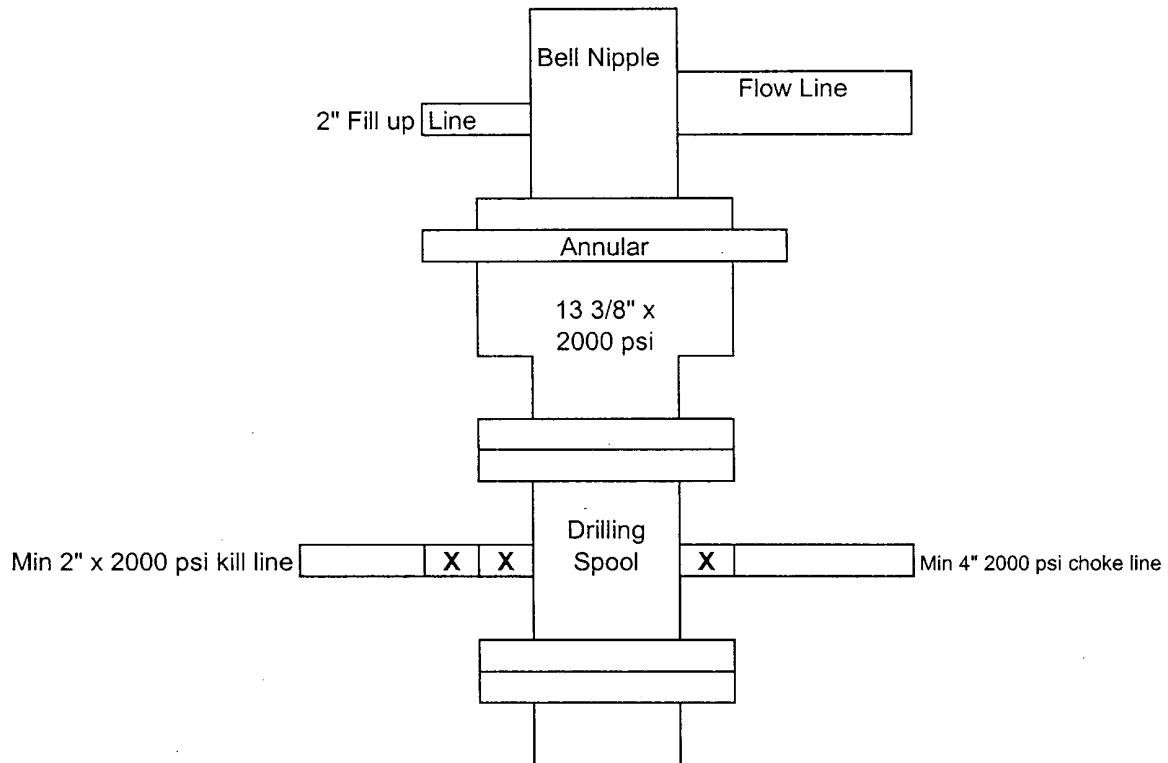 Bell Nipple
Flow Line
2" Fill up Line
Annular
13 3/8" x
2000 psi
Drilling
Spool
Min 2" x 2000 psi kill line
X X
X
Min 4" 2000 psi choke line